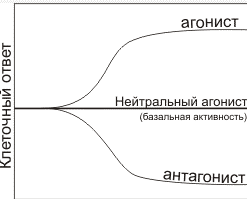 агонист
Клеточный ответ
Нейтральный агонист
(базальная активность)
антагонист